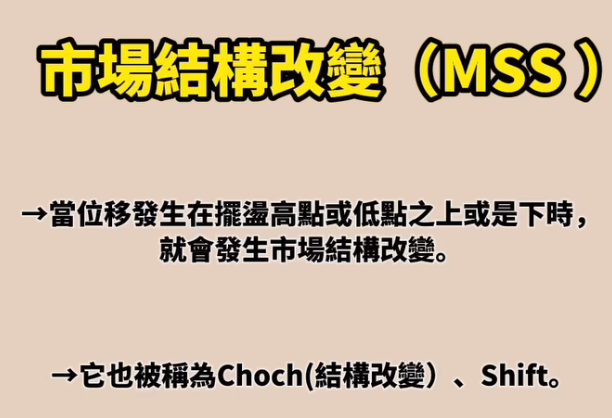 市場結構改變（MSS ）
→當位移發生在擺盪高點或低點之上或是下時，
就會發生市場結構改變。
→它也被稱為Choch(結構改變）、Shift。